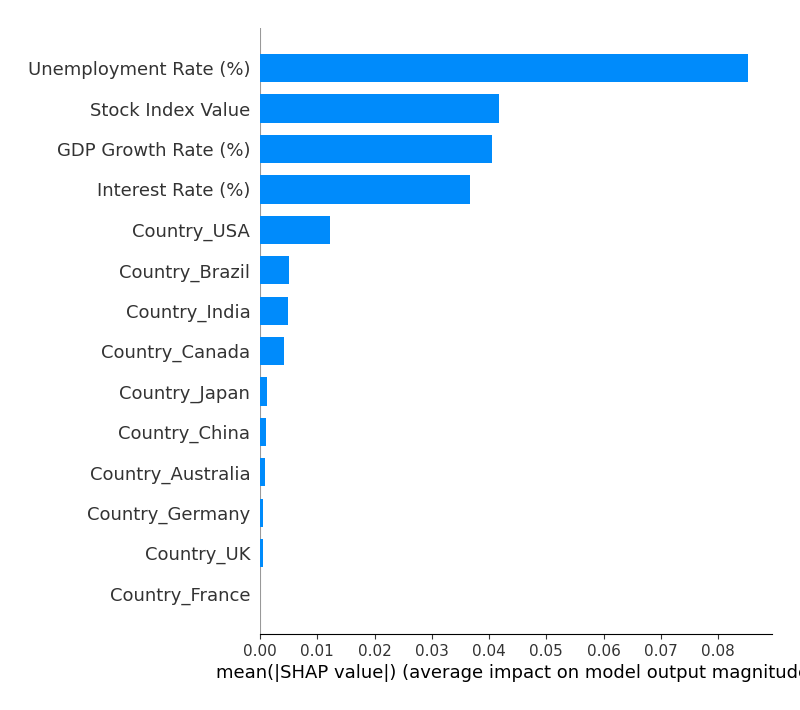 Unemployment Rate (%)
Stock Index Value
GDP Growth Rate (%)
Interest Rate (%)
Country_USA
Country_Brazil
Country_India
Country_Canada
Country_Japan
Country_China
Country_Australia
Country_Germany
Country_UK
Country_France
0.00 0.01 0.02 0.03 0.04 0.05 0.06 0.07 0.08
mean(|SHAP value|) (average impact on model output magnitude